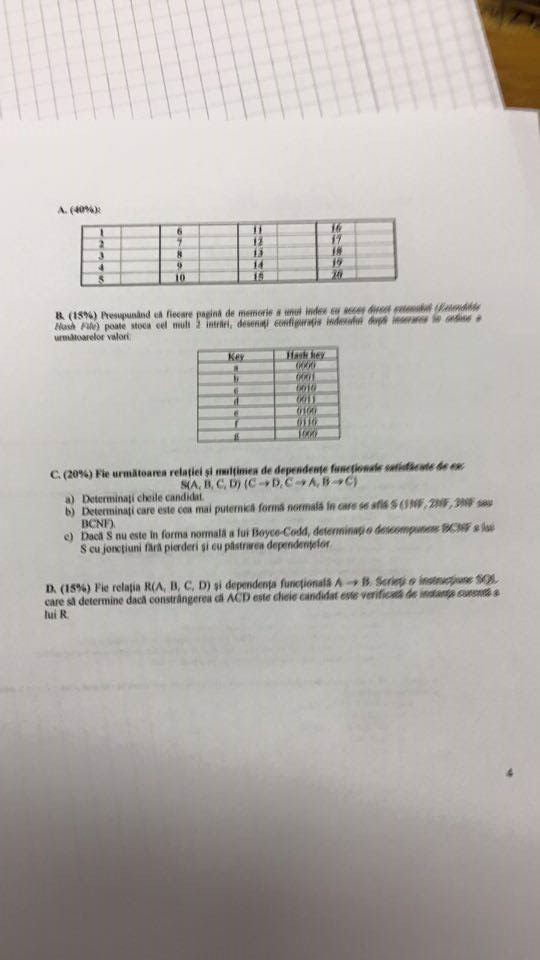 A. (40%):
1 6 11 16
2 7 12 17
3 8 13 18
4 9 14 19
5 10 15 20
B. (15%) Presupunând că fiecare pagină de memorie a unui index cu acces direct extensibil (Extendible
Hash File) poate stoca cel mult 2 intrări, desenați configurația indexului după inserarea în ordine a
următoarelor valori:
Key Hash key
a 0000
b 0001
c 0010
d 0011
e 0100
f 0110
g 1000
C. (20%) Fie următoarea relației și mulțimea de dependențe funcționale satisfăcute de ea:
S(A, B, C, D) {C → D, C → A, B → C}
a) Determinați cheile candidat.
b) Determinați care este cea mai puternică formă normală în care se află S (1NF, 2NF, 3NF sau
BCNF).
c) Dacă S nu este în forma normală a lui Boyce-Codd, determinați o descompunere BCNF a lui
S cu joncțiuni fără pierderi și cu păstrarea dependențelor.
D. (15%) Fie relația R(A, B, C, D) și dependența funcțională A → B. Scrieți o instrucțiune SQL
care să determine dacă constrângerea că ACD este cheie candidat este verificată de instanța curentă a
lui R.
4